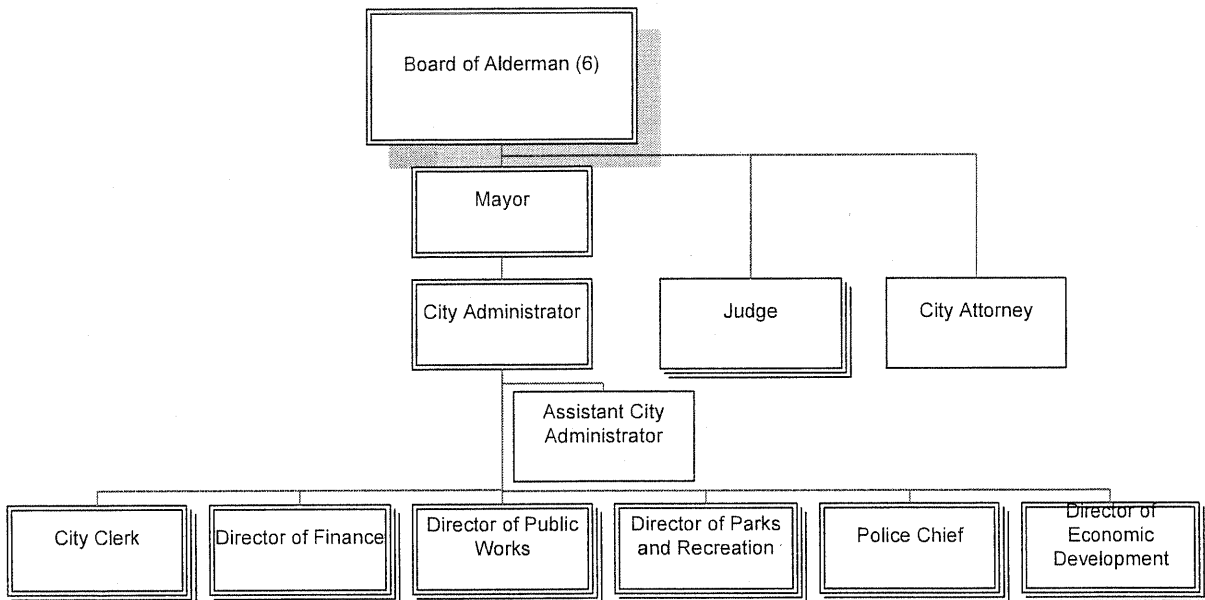 Board of Alderman (6)
Mayor
City Administrator
Judge
City Attorney
Assistant City
Administrator
City Clerk
Director of Finance
Director of Public
Works
Director of Parks
and Recreation
Police Chief
Director of
Economic
Development